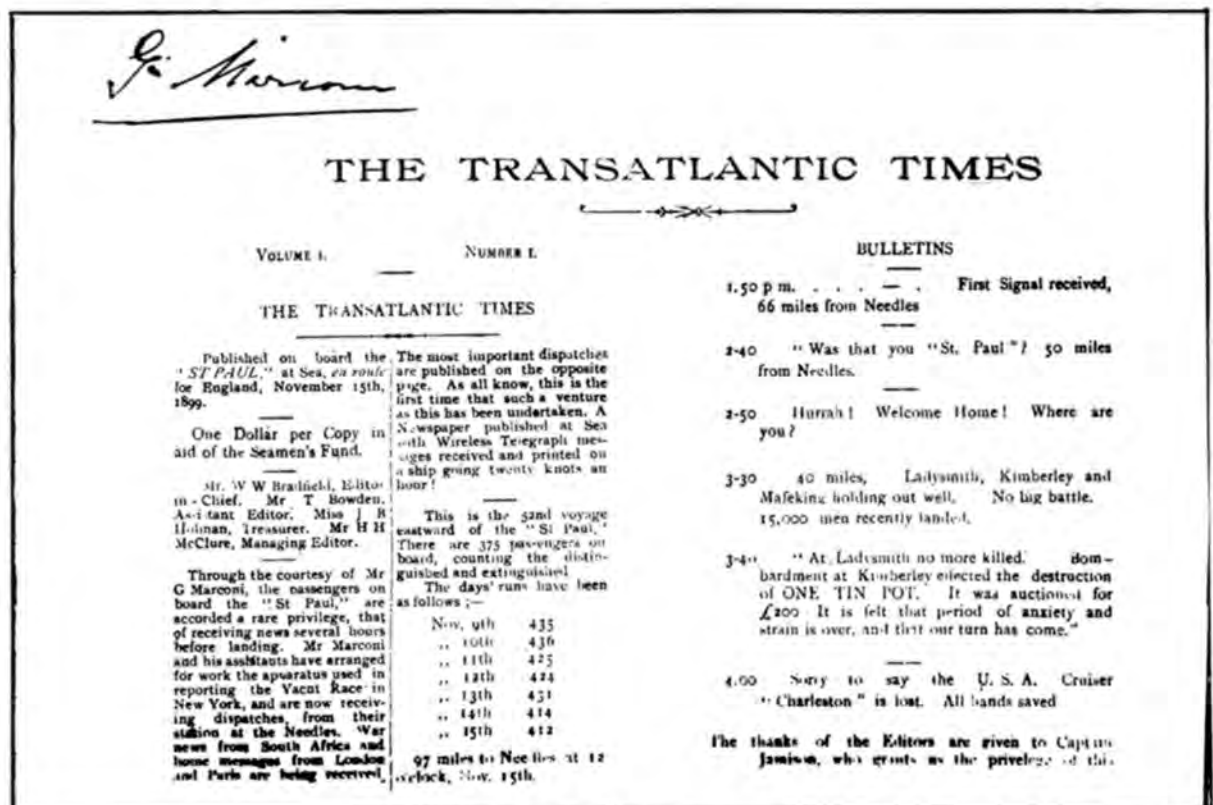 G. Marconi
THE TRANSATLANTIC TIMES
VOLUME 1. NUMBER 1.
THE TRANSATLANTIC TIMES
Published on board the
"ST PAUL," at Sea, en route
for England, November 15th,
1899.
One Dollar per Copy in
aid of the Seamen's Fund.
Mr. W W Bradfield, Editor
in - Chief. Mr T Bowden,
Assistant Editor. Miss J B
Holman, Treasurer. Mr H H
McClure, Managing Editor.
Through the courtesy of Mr
G Marconi, the passengers on
board the "St Paul," are
accorded a rare privilege, that
of receiving news several hours
before landing. Mr Marconi
and his assistants have arranged
for work the apparatus used in
reporting the Yacht Race in
New York, and are now receiv-
ing dispatches, from their
station at the Needles. War
news from South Africa and
home messages from London
and Paris are being received.
The most important dispatches
are published on the opposite
page. As all know, this is the
first time that such a venture
as this has been undertaken. A
Newspaper published at Sea
with Wireless Telegraph mes-
sages received and printed on
a ship going twenty knots an
hour!
This is the 52nd voyage
eastward of the "St Paul."
There are 375 passengers on
board, counting the distin-
guished and extinguished
The days' runs have been
as follows ;—
Nov. 9th 435
,, 10th 436
,, 11th 425
,, 12th 424
,, 13th 431
,, 14th 414
,, 15th 412
97 miles to Needles at 12
o'clock, Nov. 15th.
BULLETINS
1.50 p m. . . . — . First Signal received,
66 miles from Needles
2-40 "Was that you "St. Paul"? 50 miles
from Needles.
2-50 Hurrah! Welcome Home! Where are
you?
3-30 40 miles, Ladysmith, Kimberley and
Mafeking holding out well. No big battle.
15,000 men recently landed.
3-40 "At Ladysmith no more killed. Bom-
bardment at Kimberley effected the destruction
of ONE TIN POT. It was auctioned for
£200 It is felt that period of anxiety and
strain is over, and that our turn has come."
4.00 Sorry to say the U. S. A. Cruiser
"Charleston" is lost. All hands saved
The thanks of the Editors are given to Captain
Jamison, who grants us the privelege of this